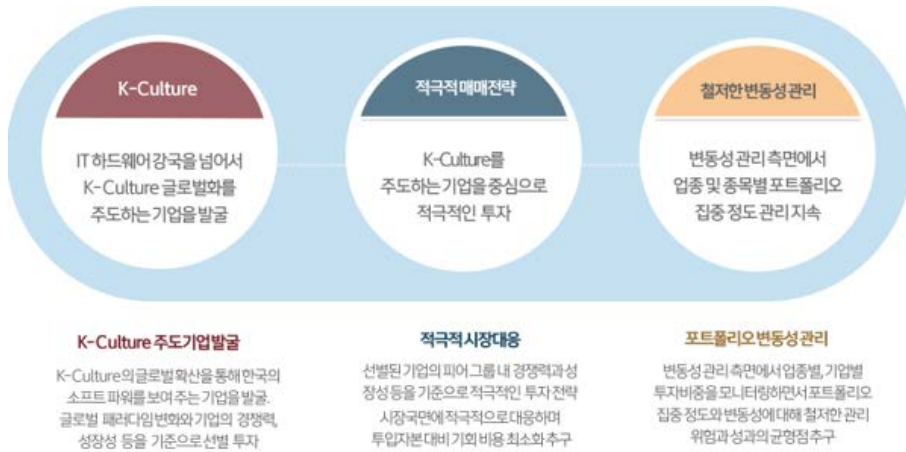 K-Culture
IT 하드웨어 강국을 넘어서
K-Culture 글로벌화를
주도하는 기업을 발굴
적극적 매매전략
K-Culture를
주도하는 기업을 중심으로
적극적인 투자
철저한 변동성 관리
변동성 관리 측면에서
업종 및 종목별 포트폴리오
집중 정도 관리 지속
K-Culture 주도기업 발굴
K-Culture의 글로벌 확산을 통해 한국의
소프트 파워를 보여 주는 기업을 발굴.
글로벌 패러다임 변화와 기업의 경쟁력,
성장성 등을 기준으로 선별 투자
적극적 시장대응
선별된 기업의 피어 그룹 내 경쟁력과 성
장성 등을 기준으로 적극적인 투자 전략
시장국면에 적극적으로 대응하며
투입자본 대비 기회 비용 최소화 추구
포트폴리오 변동성 관리
변동성 관리 측면에서 업종별, 기업별
투자비중을 모니터링하면서 포트폴리오
집중 정도와 변동성에 대해 철저한 관리
위험과 성과의 균형점 추구